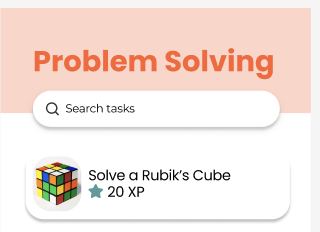 Problem Solving
Search tasks
Solve a Rubik's Cube
20 XP